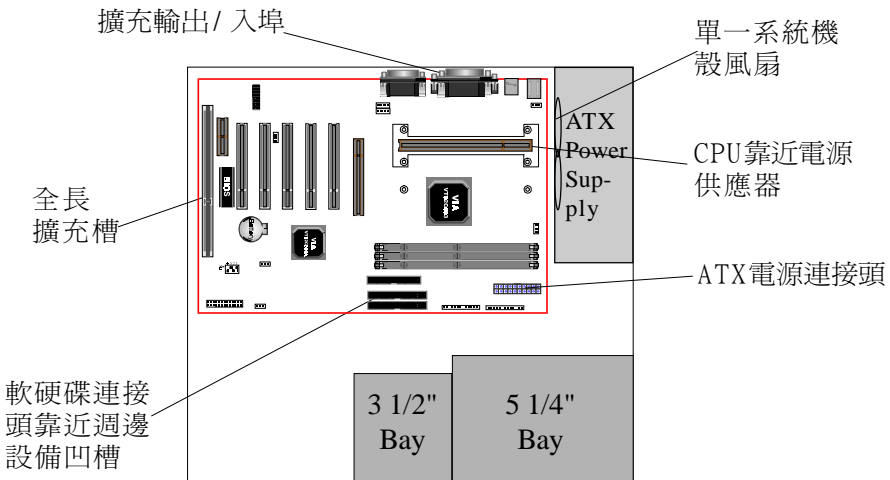 擴充輸出/ 入埠
單一系統機
殼風扇
ATX
Power
Sup-
ply
CPU靠近電源
供應器
全長
擴充槽
BIOS
VIA
VIA
ATX電源連接頭
軟硬碟連接
頭靠近週邊
設備凹槽
3 1/2"
Bay
5 1/4"
Bay